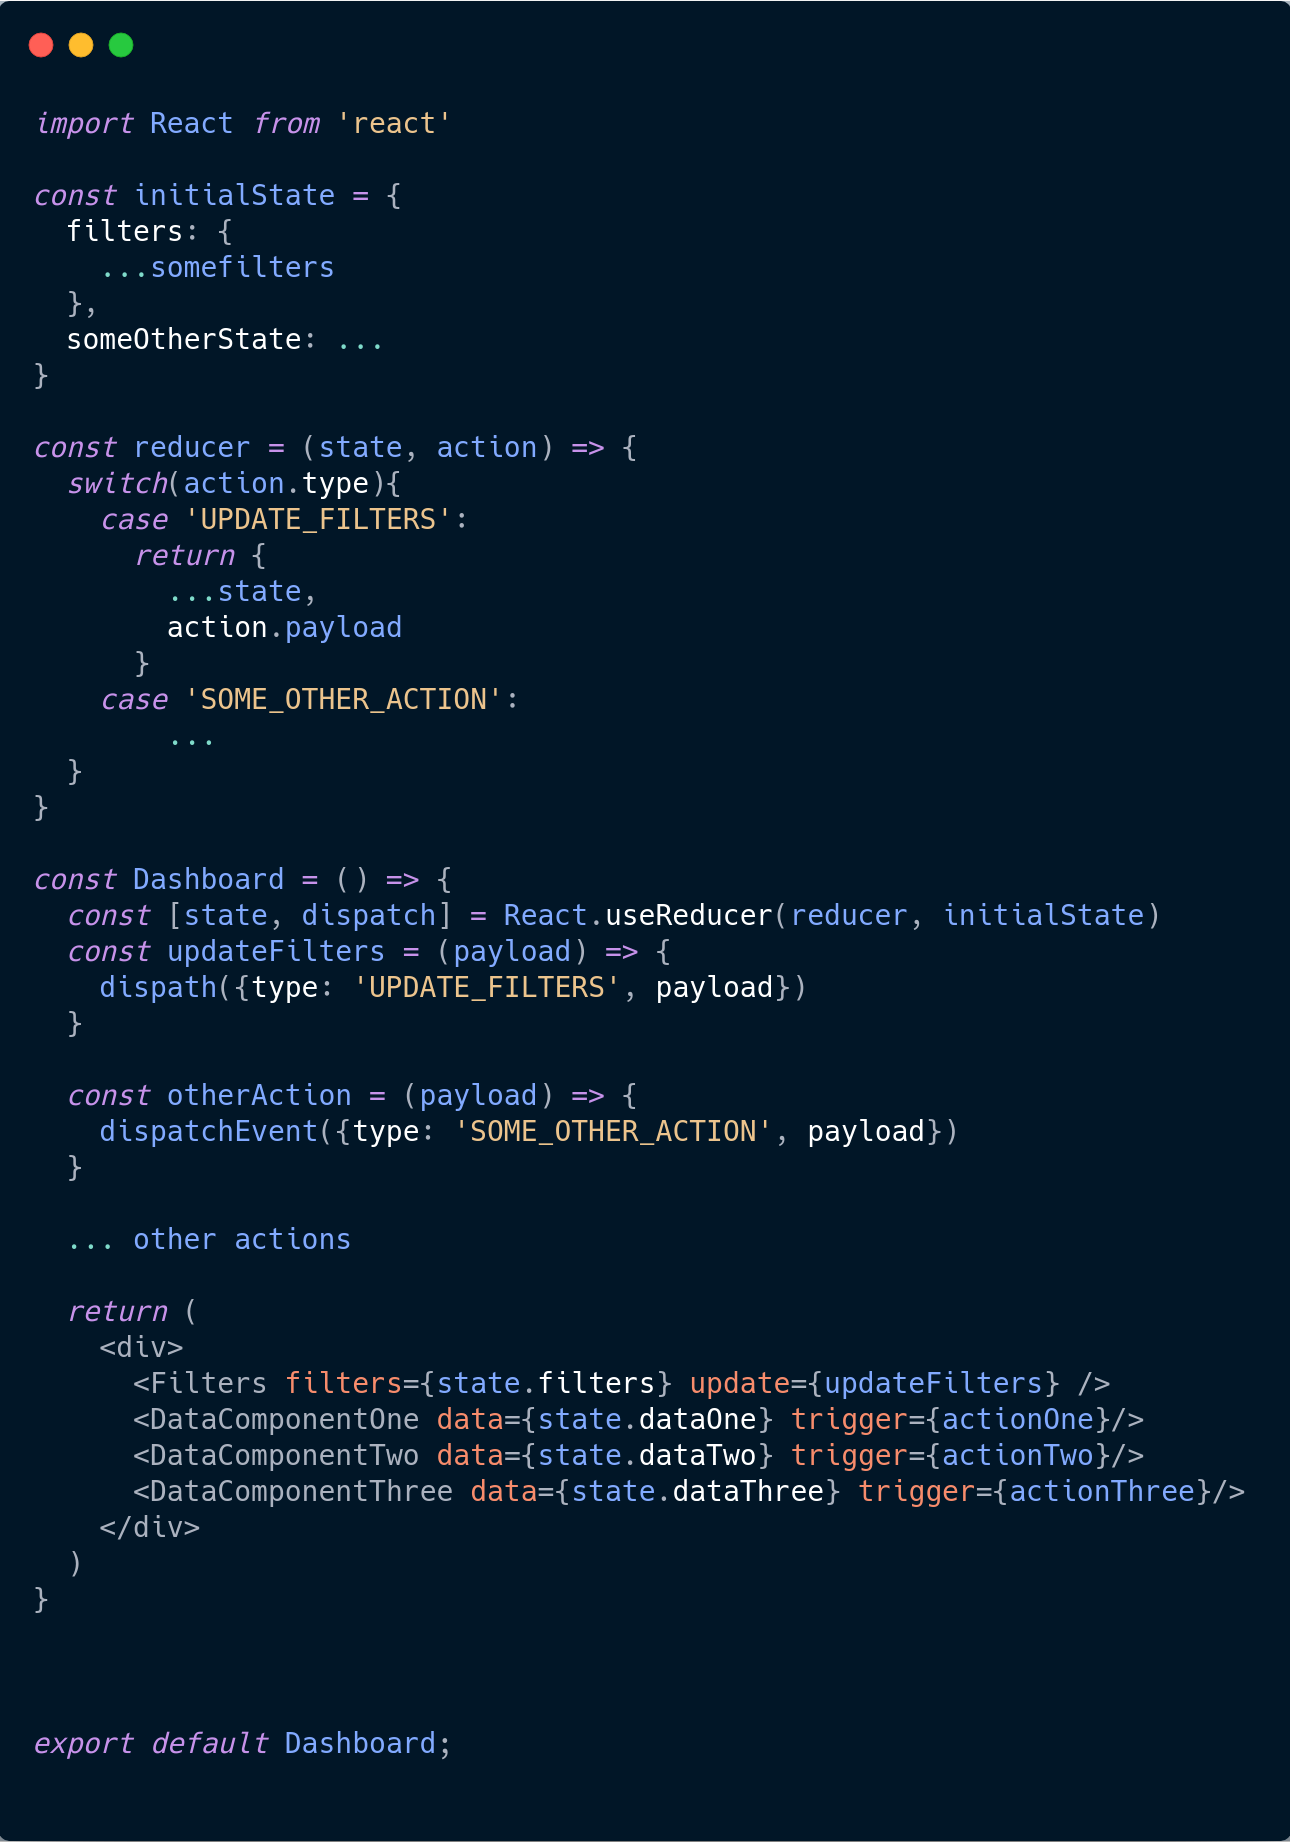 import React from 'react'

const initialState = {
  filters: {
    ...somefilters
  },
  someOtherState: ...
}

const reducer = (state, action) => {
  switch(action.type){
    case 'UPDATE_FILTERS':
      return {
        ...state,
        action.payload
      }
    case 'SOME_OTHER_ACTION':
        ...
  }
}

const Dashboard = () => {
  const [state, dispatch] = React.useReducer(reducer, initialState)
  const updateFilters = (payload) => {
    dispath({type: 'UPDATE_FILTERS', payload})
  }

  const otherAction = (payload) => {
    dispatchEvent({type: 'SOME_OTHER_ACTION', payload})
  }

  ... other actions

  return (
    <div>
      <Filters filters={state.filters} update={updateFilters} />
      <DataComponentOne data={state.dataOne} trigger={actionOne}/>
      <DataComponentTwo data={state.dataTwo} trigger={actionTwo}/>
      <DataComponentThree data={state.dataThree} trigger={actionThree}/>
    </div>
  )
}

export default Dashboard;